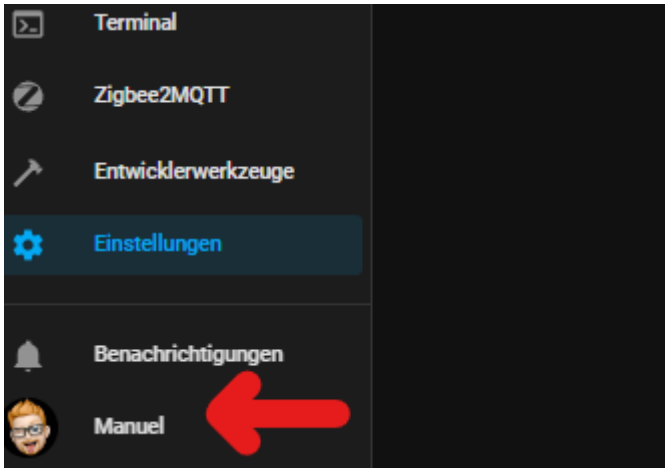 Terminal
Zigbee2MQTT
Entwicklerwerkzeuge
Einstellungen
Benachrichtigungen
Manuel